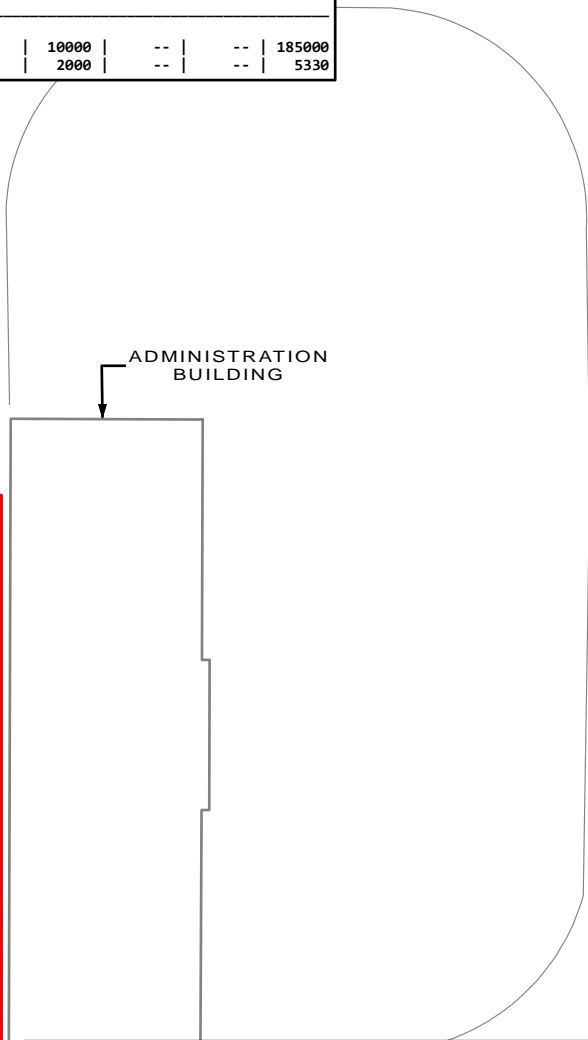 | 10000 | -- | -- | 185000
| 2000 | -- | -- | 5330
ADMINISTRATION
BUILDING